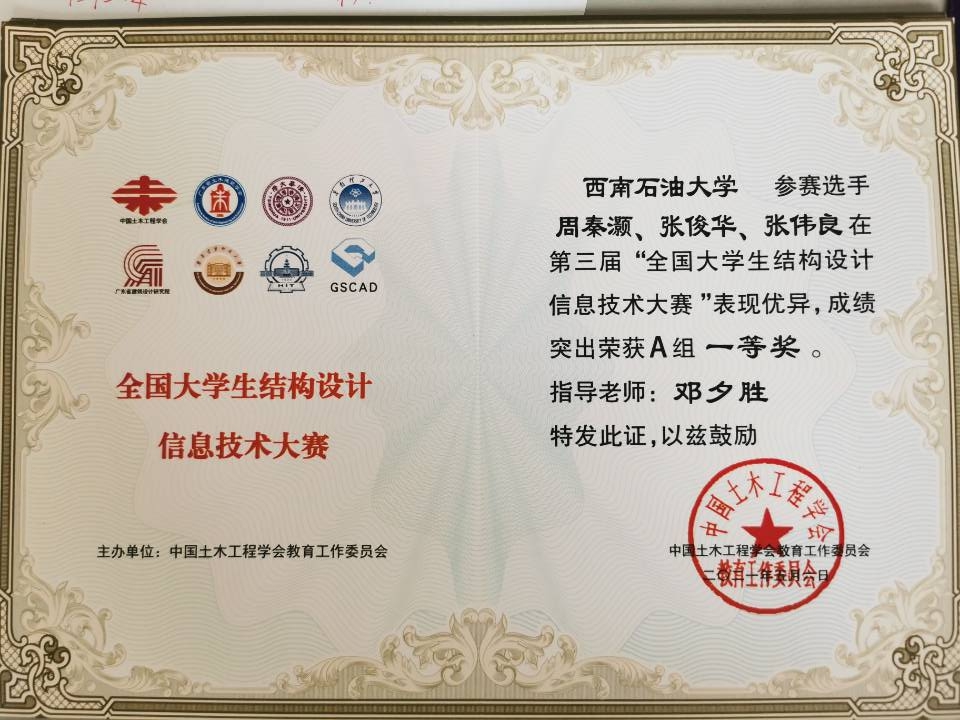 中国土木工程学会
广东省建筑设计研究院
HIT
GSCAD
全国大学生结构设计
信息技术大赛
主办单位：中国土木工程学会教育工作委员会
西南石油大学 参赛选手
周秦灏、张俊华、张伟良在
第三届“全国大学生结构设计
信息技术大赛”表现优异，成绩
突出荣获A组 一等奖 。
指导老师：邓夕胜
特发此证，以兹鼓励
中国土木工程学会
中国土木工程学会教育工作委员会
教育工作委员会